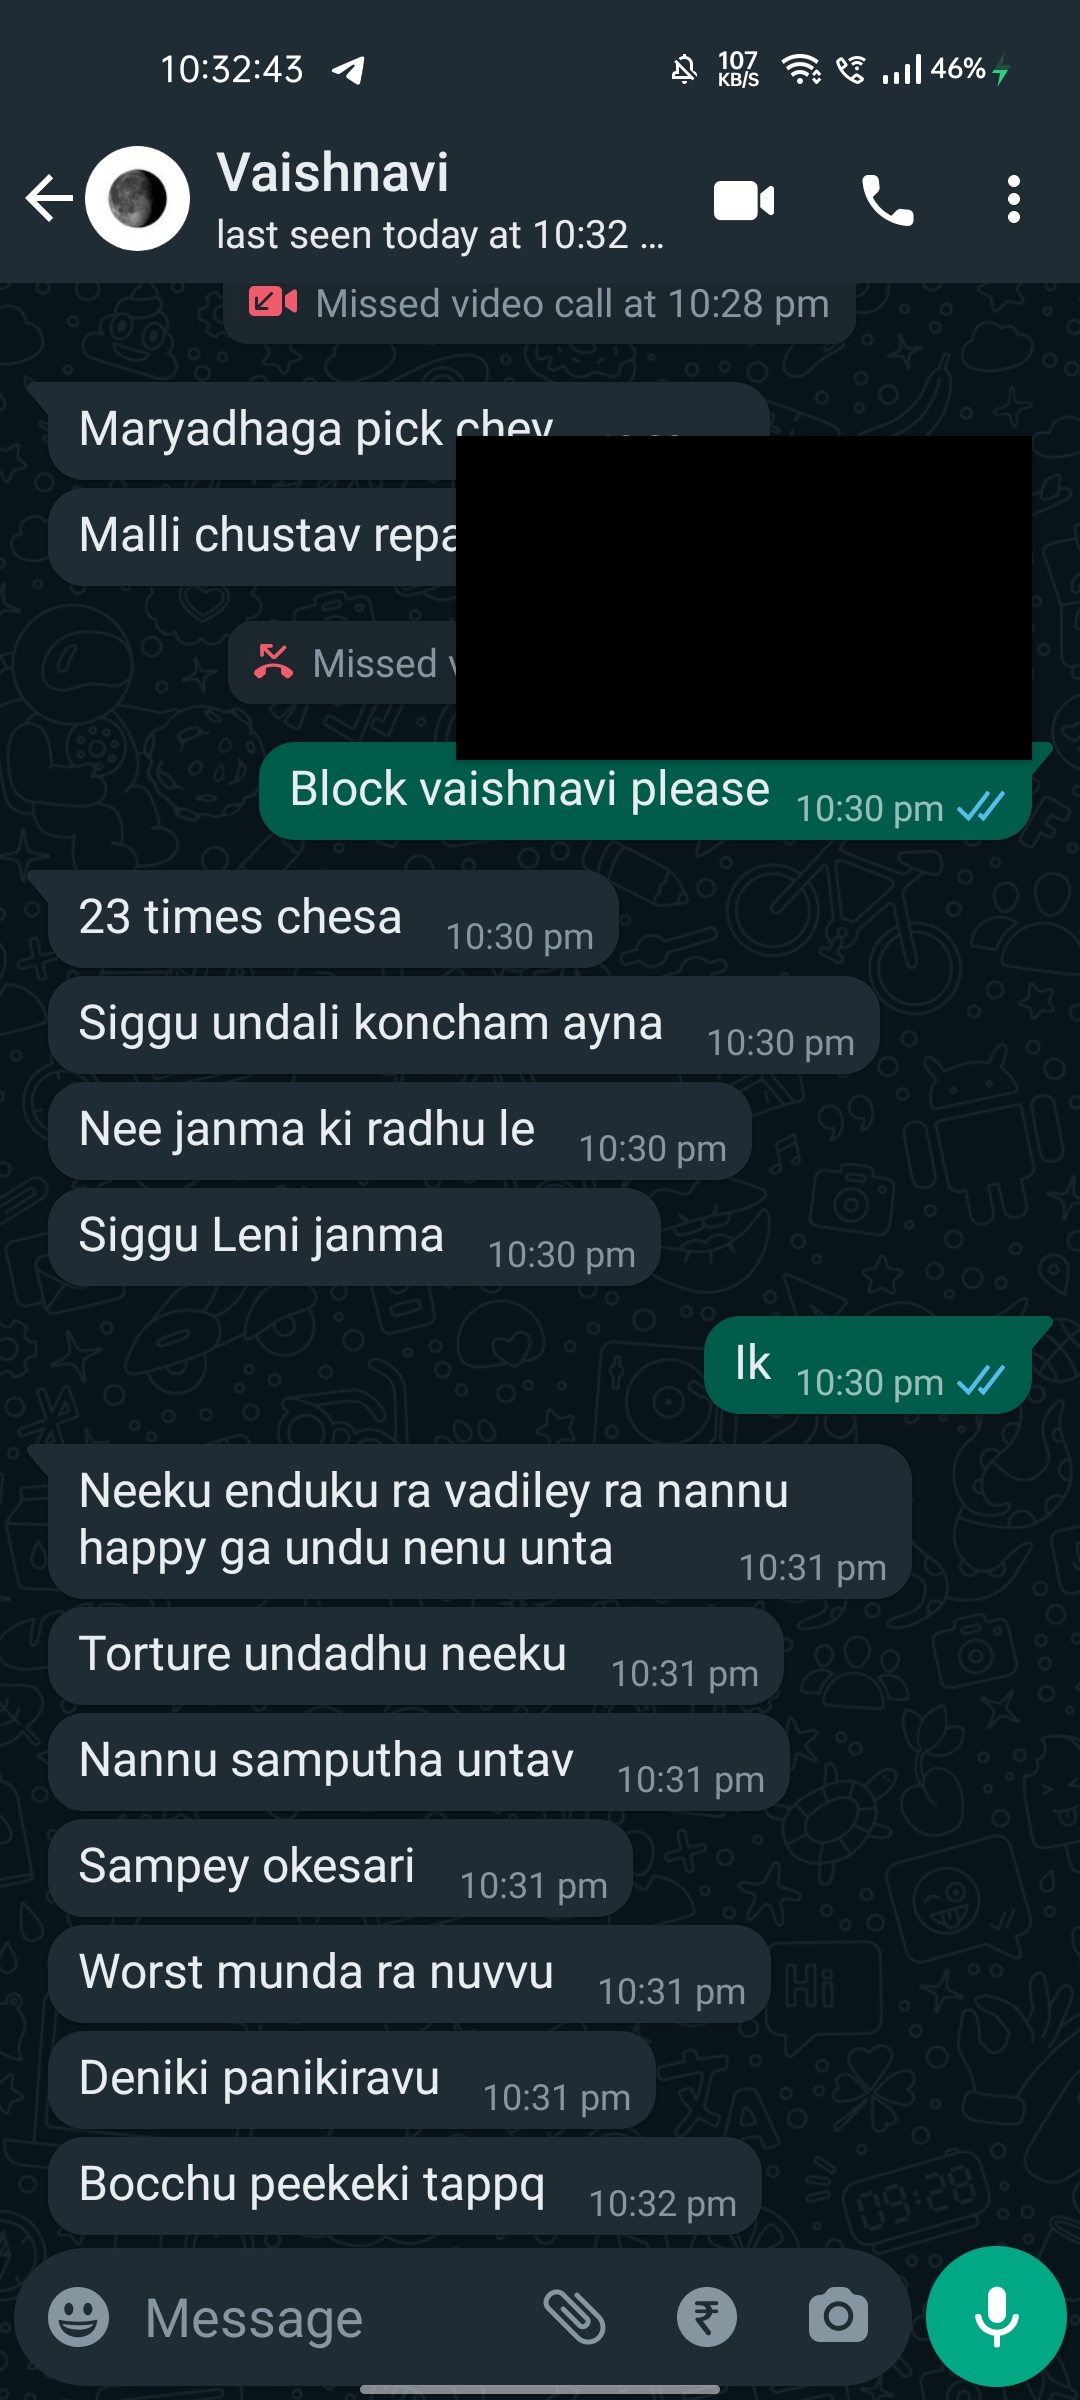 10:32:43
107
KB/S
46%
Vaishnavi
last seen today at 10:32 ...
Missed video call at 10:28 pm
Maryadhaga pick chey
Malli chustav
Missed
Block vaishnavi please 10:30 pm
23 times chesa 10:30 pm
Siggu undali koncham ayna 10:30 pm
Nee janma ki radhu le 10:30 pm
Siggu Leni janma 10:30 pm
Ik 10:30 pm
Neeku enduku ra vadiley ra nannu
happy ga undu nenu unta 10:31 pm
Torture undadhu neeku 10:31 pm
Nannu samputha untav 10:31 pm
Sampey okesari 10:31 pm
Worst munda ra nuvvu 10:31 pm
Deniki panikiravu 10:31 pm
Bocchu peekeki tappq 10:32 pm
Message